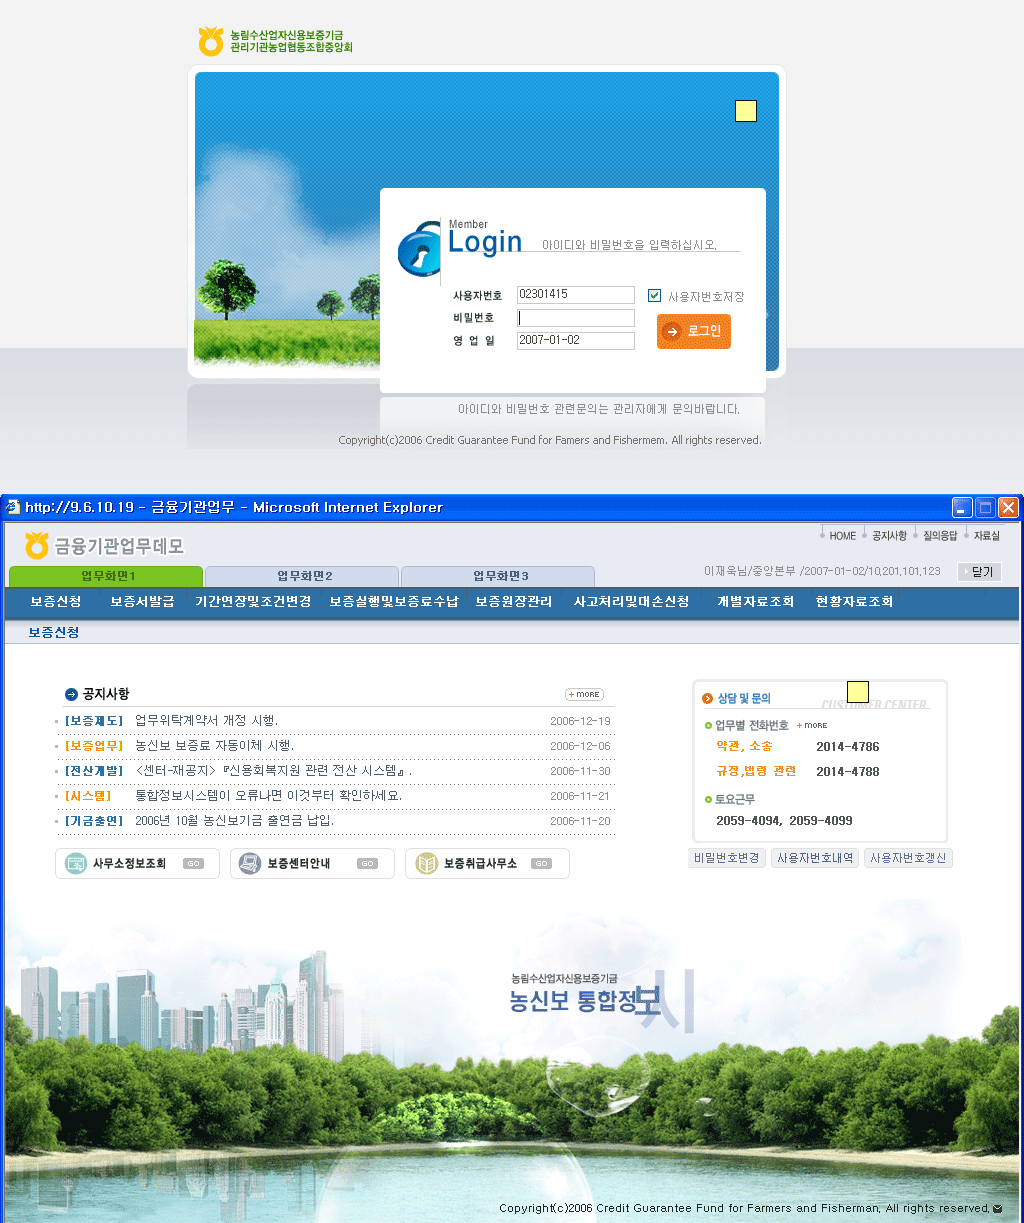 농림수산업자신용보증기금
관리기관농업협동조합중앙회
Member
Login 아이디와 비밀번호을 입력하십시오.
사용자번호 02301415 사용자번호저장
비밀번호 로그인
영 업 일 2007-01-02
아이디와 비밀번호 관련문의는 관리자에게 문의바랍니다.
Copyright(c)2006 Credit Guarantee Fund for Famers and Fishermem. All rights reserved.
http://9.6.10.19 - 금융기관업무 - Microsoft Internet Explorer
HOME 공지사항 질의응답 자료실
금융기관업무데모
업무화면1 업무화면2 업무화면3 이재욱님/중앙본부 /2007-01-02/10,201,101,123 닫기
보증신청 보증서발급 기간연장및조건변경 보증실행및보증료수납 보증원장관리 사고처리및대손신청 개별자료조회 현황자료조회
보증신청
공지사항 MORE
[보증제도] 업무위탁계약서 개정 시행. 2006-12-19
[보증업무] 농신보 보증료 자동이체 시행. 2006-12-06
[전산개발] <센터-재공지> 『신용회복지원 관련 전산 시스템』. 2006-11-30
[시스템] 통합정보시스템이 오류나면 이것부터 확인하세요. 2006-11-21
[기금출연] 2006년 10월 농신보기금 출연금 납입. 2006-11-20
상담 및 문의
CUSTOMER CENTER.
업무별 전화번호 MORE
약관, 소송 2014-4786
규정,법령 관련 2014-4788
토요근무
2059-4094, 2059-4099
비밀번호변경 사용자번호내역 사용자번호갱신
사무소정보조회 GO 보증센터안내 GO 보증취급사무소 GO
농림수산업자신용보증기금
농신보 통합정보시
Copyright(c)2006 Credit Guarantee Fund for Farmers and Fisherman, All rights reserved,